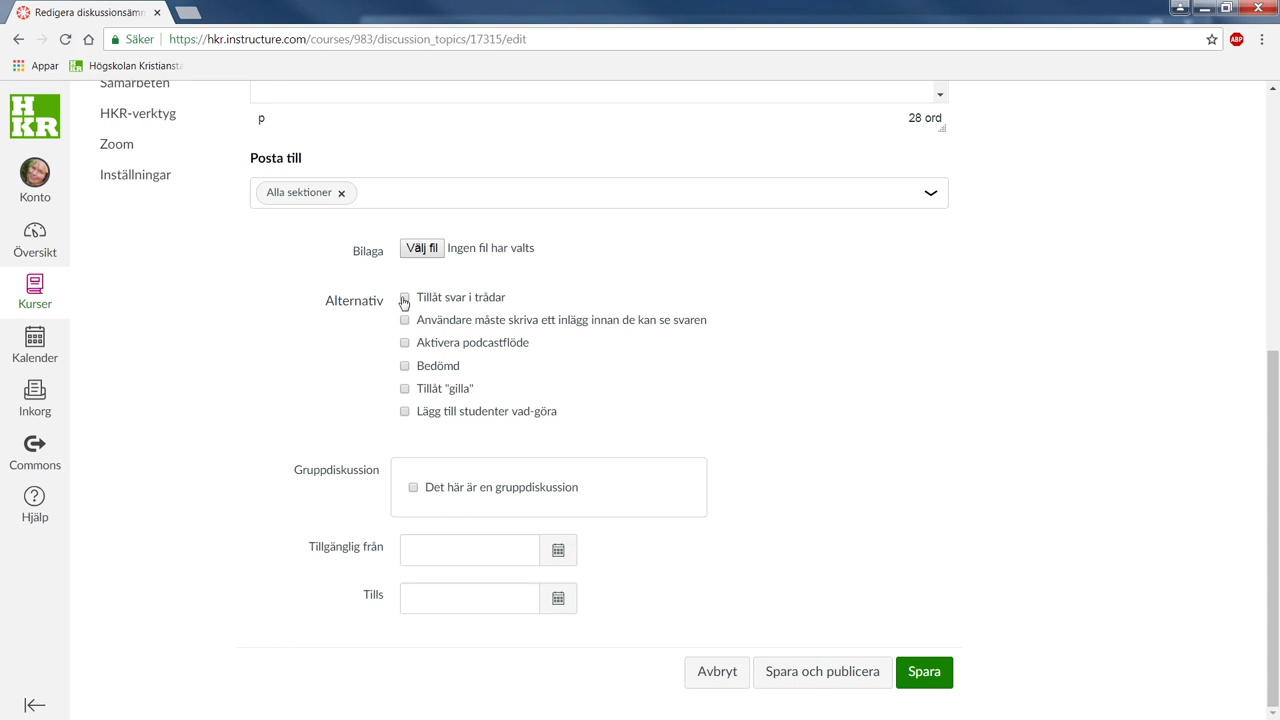 Redigera diskussionsämn
Säker
https://hkr.instructure.com/courses/983/discussion_topics/17315/edit
ABP
Appar
Högskolan Kristiansta
Samarbeten
HKR-verktyg
Zoom
Inställningar
H
KR
Konto
Översikt
Kurser
Kalender
Inkorg
Commons
Hjälp
p
28 ord
Posta till
Alla sektioner
Bilaga
Välj fil Ingen fil har valts
Alternativ
Tillåt svar i trådar
Användare måste skriva ett inlägg innan de kan se svaren
Aktivera podcastflöde
Bedömd
Tillåt "gilla"
Lägg till studenter vad-göra
Gruppdiskussion
Det här är en gruppdiskussion
Tillgänglig från
Tills
Avbryt
Spara och publicera
Spara